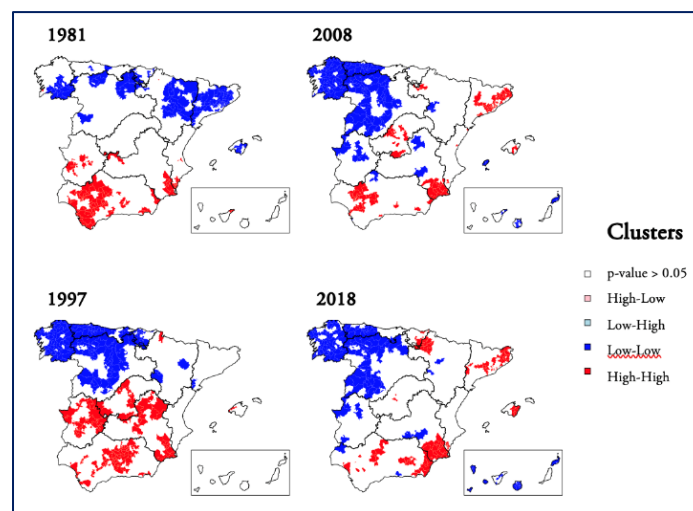 1981
2008
Clusters
p-value > 0.05
High-Low
Low-High
Low-Low
High-High
1997
2018